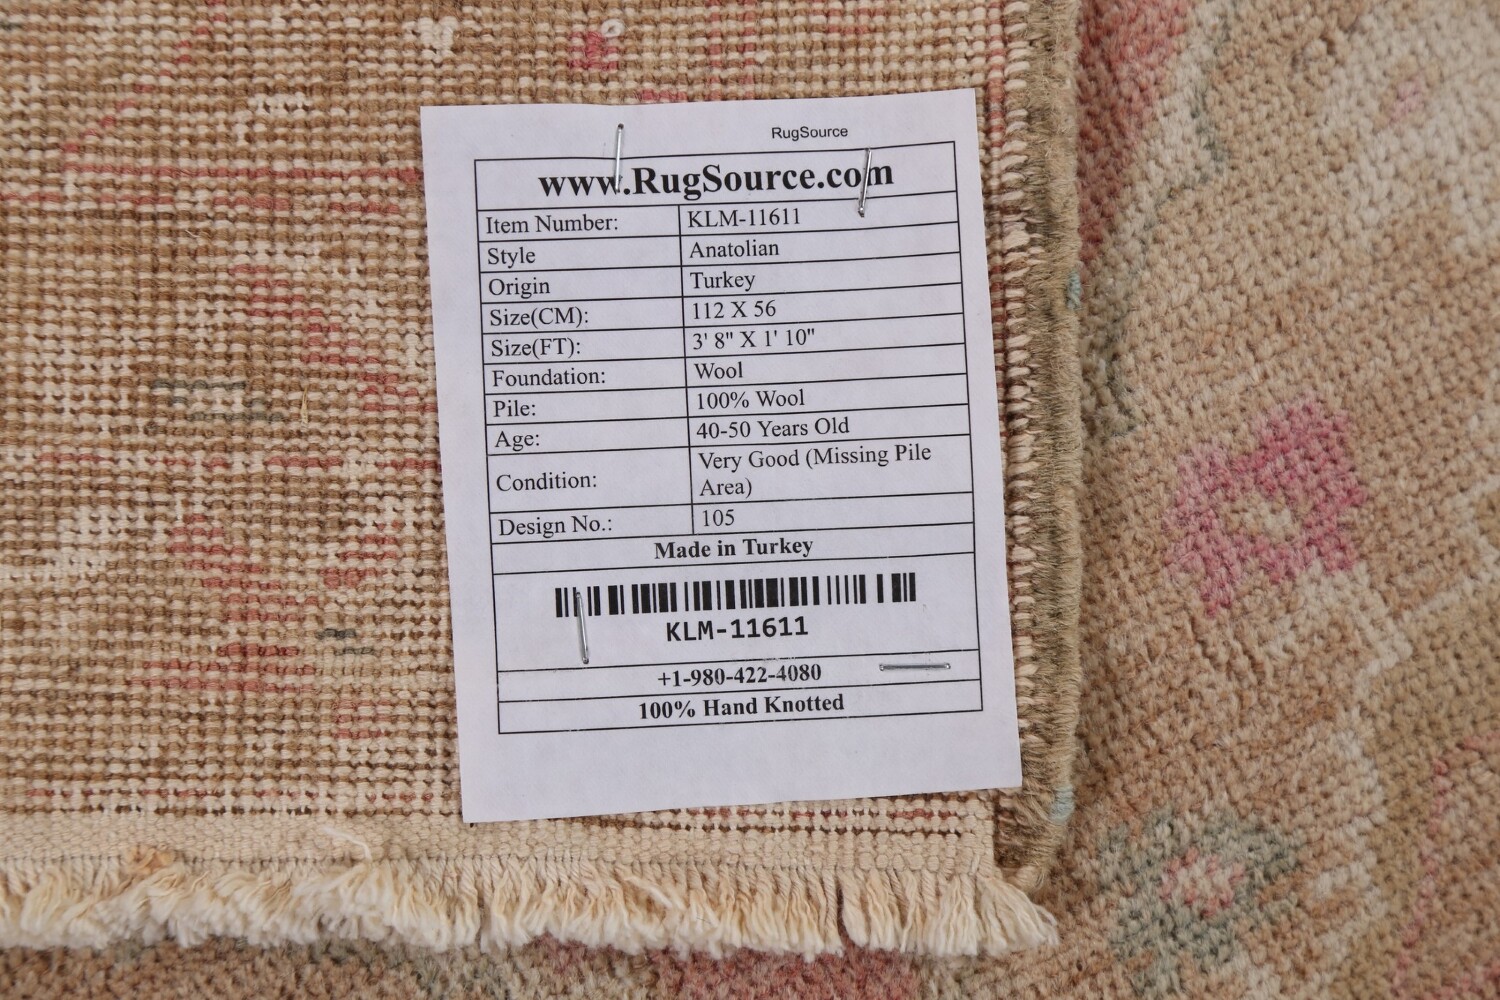 RugSource
www.RugSource.com
Item Number: KLM-11611
Style Anatolian
Origin Turkey
Size(CM): 112 X 56
Size(FT): 3' 8" X 1' 10"
Foundation: Wool
Pile: 100% Wool
Age: 40-50 Years Old
Condition: Very Good (Missing Pile
Area)
Design No.: 105
Made in Turkey
KLM-11611
+1-980-422-4080
100% Hand Knotted